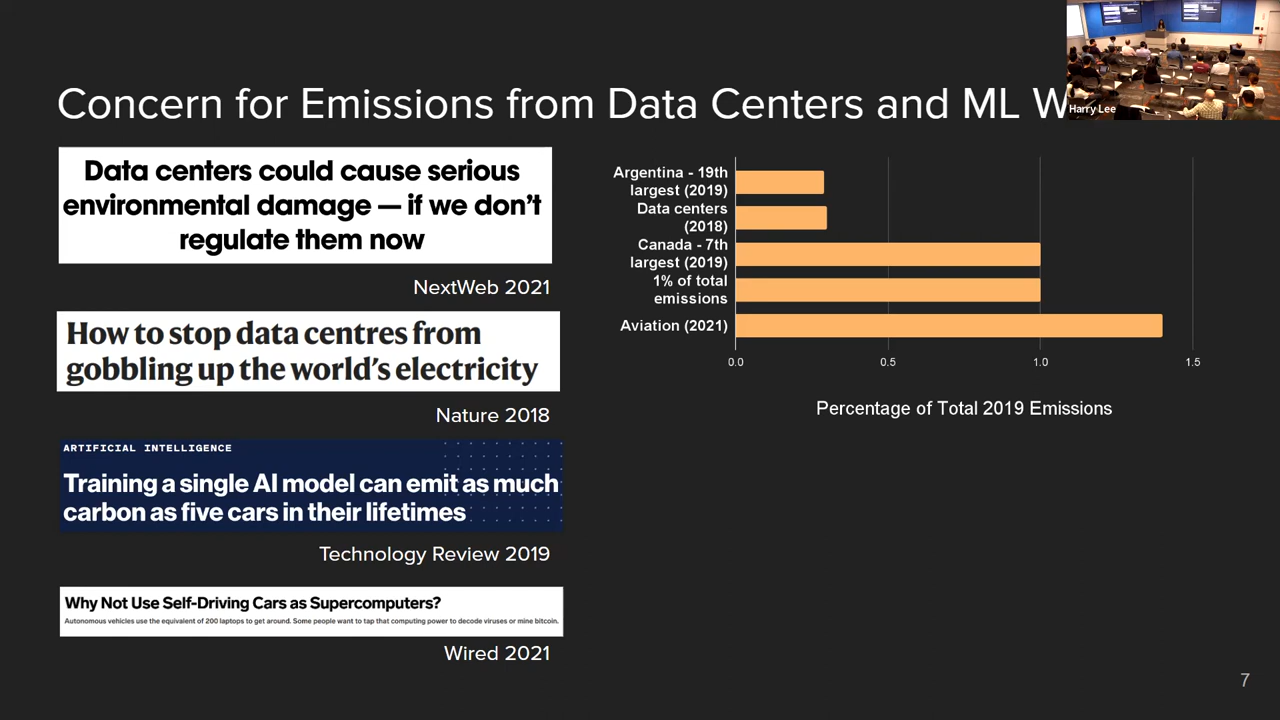 Concern for Emissions from Data Centers and ML W
Harry Lee
Data centers could cause serious
environmental damage — if we don’t
regulate them now
NextWeb 2021
How to stop data centres from
gobbling up the world’s electricity
Nature 2018
ARTIFICIAL INTELLIGENCE
Training a single AI model can emit as much
carbon as five cars in their lifetimes
Technology Review 2019
Why Not Use Self-Driving Cars as Supercomputers?
Autonomous vehicles use the equivalent of 200 laptops to get around. Some people want to tap that computing power to decode viruses or mine bitcoin.
Wired 2021
Argentina - 19th
largest (2019)
Data centers
(2018)
Canada - 7th
largest (2019)
1% of total
emissions
Aviation (2021)
0.0 0.5 1.0 1.5
Percentage of Total 2019 Emissions
7